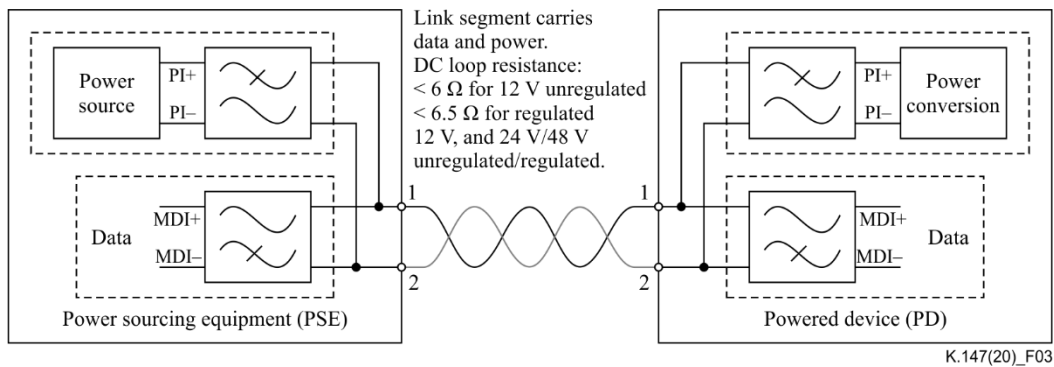 Link segment carries
data and power.
DC loop resistance:
< 6 Ω for 12 V unregulated
< 6.5 Ω for regulated
12 V, and 24 V/48 V
unregulated/regulated.
Power
source
PI+
PI–
Data
MDI+
MDI–
1
2
Power sourcing equipment (PSE)
1
2
PI+
PI–
Power
conversion
MDI+
MDI–
Data
Powered device (PD)
K.147(20)_F03